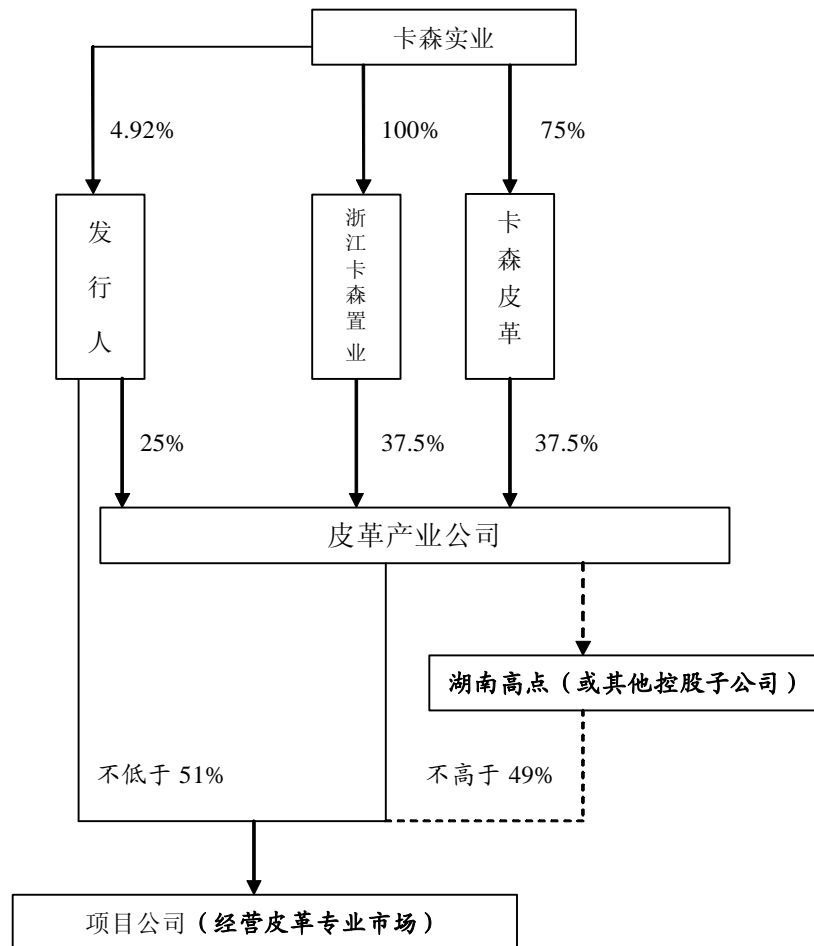 卡森实业
4.92%
100%
75%
发行人
浙江卡森置业
卡森皮革
25%
37.5%
37.5%
皮革产业公司
湖南高点（或其他控股子公司）
不低于 51%
不高于 49%
项目公司（经营皮革专业市场）